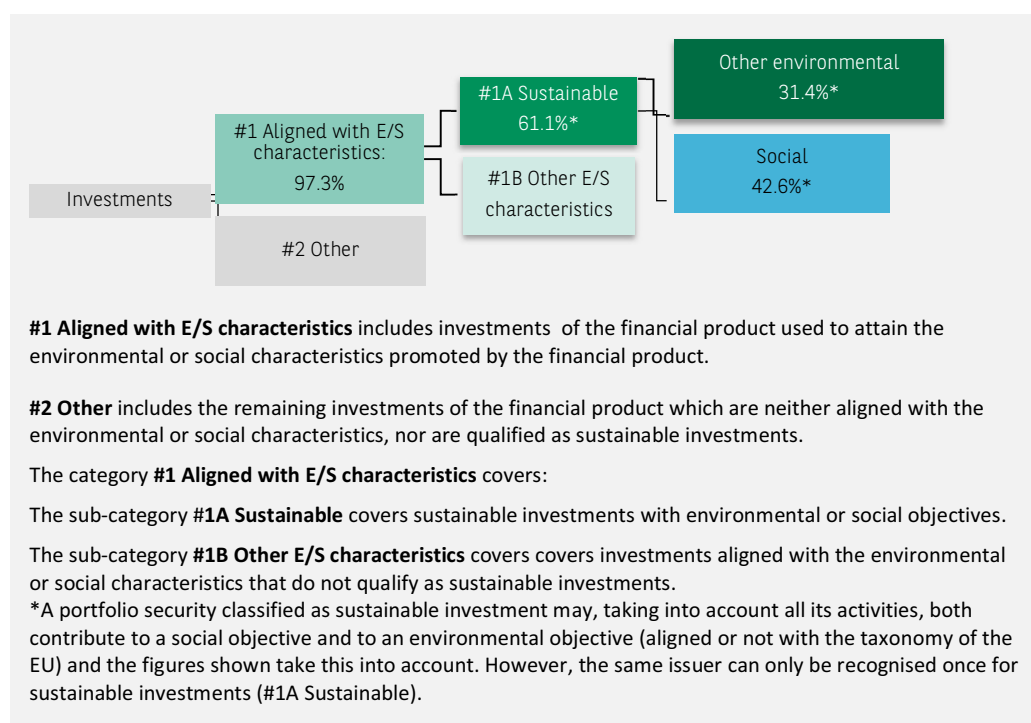 Other environmental
31.4%*
#1A Sustainable
61.1%*
#1 Aligned with E/S
characteristics:
97.3%
Social
42.6%*
#1B Other E/S
characteristics
Investments
#2 Other
#1 Aligned with E/S characteristics includes investments  of the financial product used to attain the
environmental or social characteristics promoted by the financial product.
#2 Other includes the remaining investments of the financial product which are neither aligned with the
environmental or social characteristics, nor are qualified as sustainable investments.
The category #1 Aligned with E/S characteristics covers:
The sub-category #1A Sustainable covers sustainable investments with environmental or social objectives.
The sub-category #1B Other E/S characteristics covers covers investments aligned with the environmental
or social characteristics that do not qualify as sustainable investments.
*A portfolio security classified as sustainable investment may, taking into account all its activities, both
contribute to a social objective and to an environmental objective (aligned or not with the taxonomy of the
EU) and the figures shown take this into account. However, the same issuer can only be recognised once for
sustainable investments (#1A Sustainable).